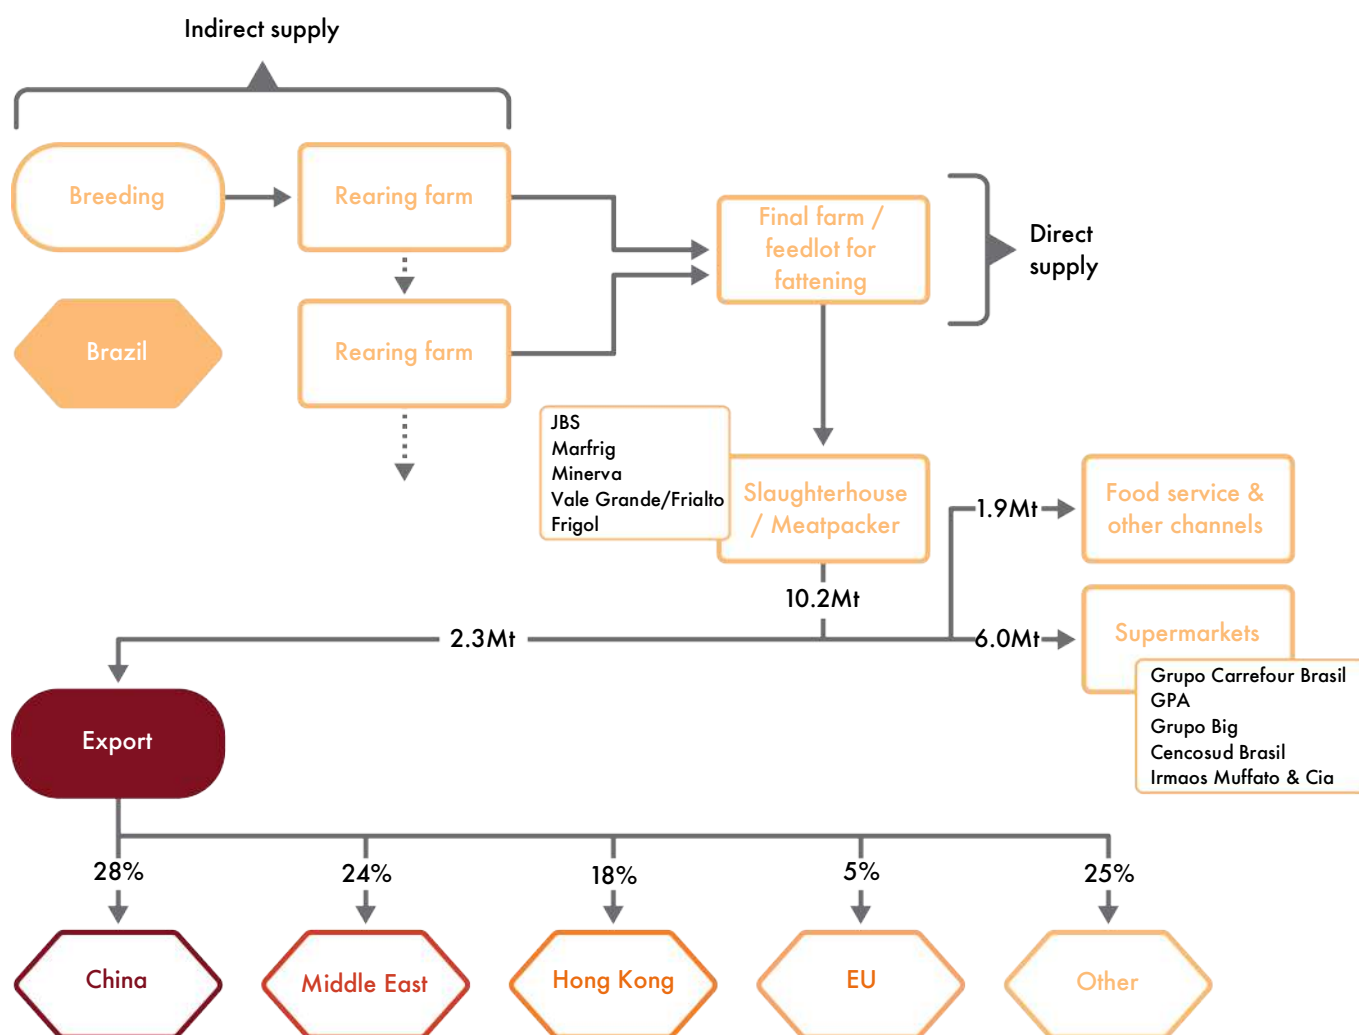 Indirect supply
Breeding
Rearing farm
Final farm /
feedlot for
fattening
Direct
supply
Brazil
Rearing farm
JBS
Marfrig
Minerva
Vale Grande/Frialto
Frigol
Slaughterhouse
/ Meatpacker
1.9Mt
Food service &
other channels
10.2Mt
2.3Mt
6.0Mt
Supermarkets
Grupo Carrefour Brasil
GPA
Grupo Big
Cencosud Brasil
Irmaos Muffato & Cia
Export
28%
24%
18%
5%
25%
China
Middle East
Hong Kong
EU
Other